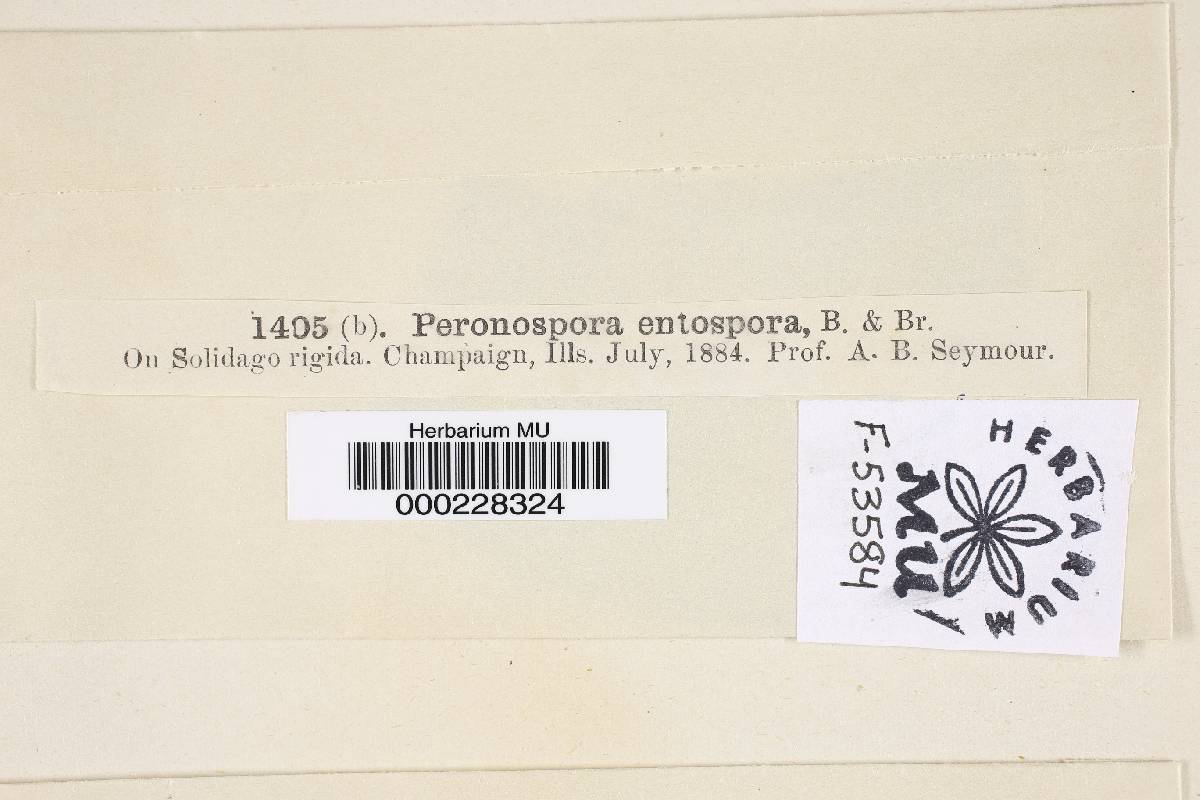 1405 (b). Peronospora entospora, B. & Br.
On Solidago rigida. Champaign, Ills. July, 1884. Prof. A. B. Seymour.
Herbarium MU
000228324
HERBARIUM
MU
F-53584